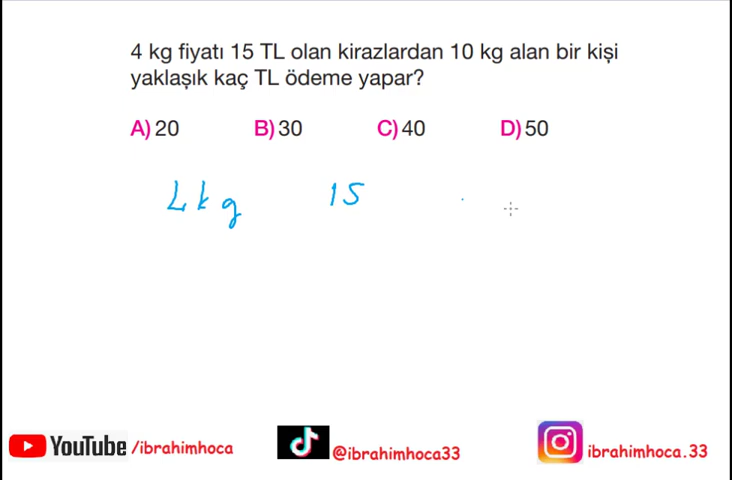 4 kg fiyatı 15 TL olan kirazlardan 10 kg alan bir kişi
yaklaşık kaç TL ödeme yapar?
A) 20 B) 30 C) 40 D) 50
4kg 15
YouTube /ibrahimhoca @ibrahimhoca33 ibrahimhoca.33